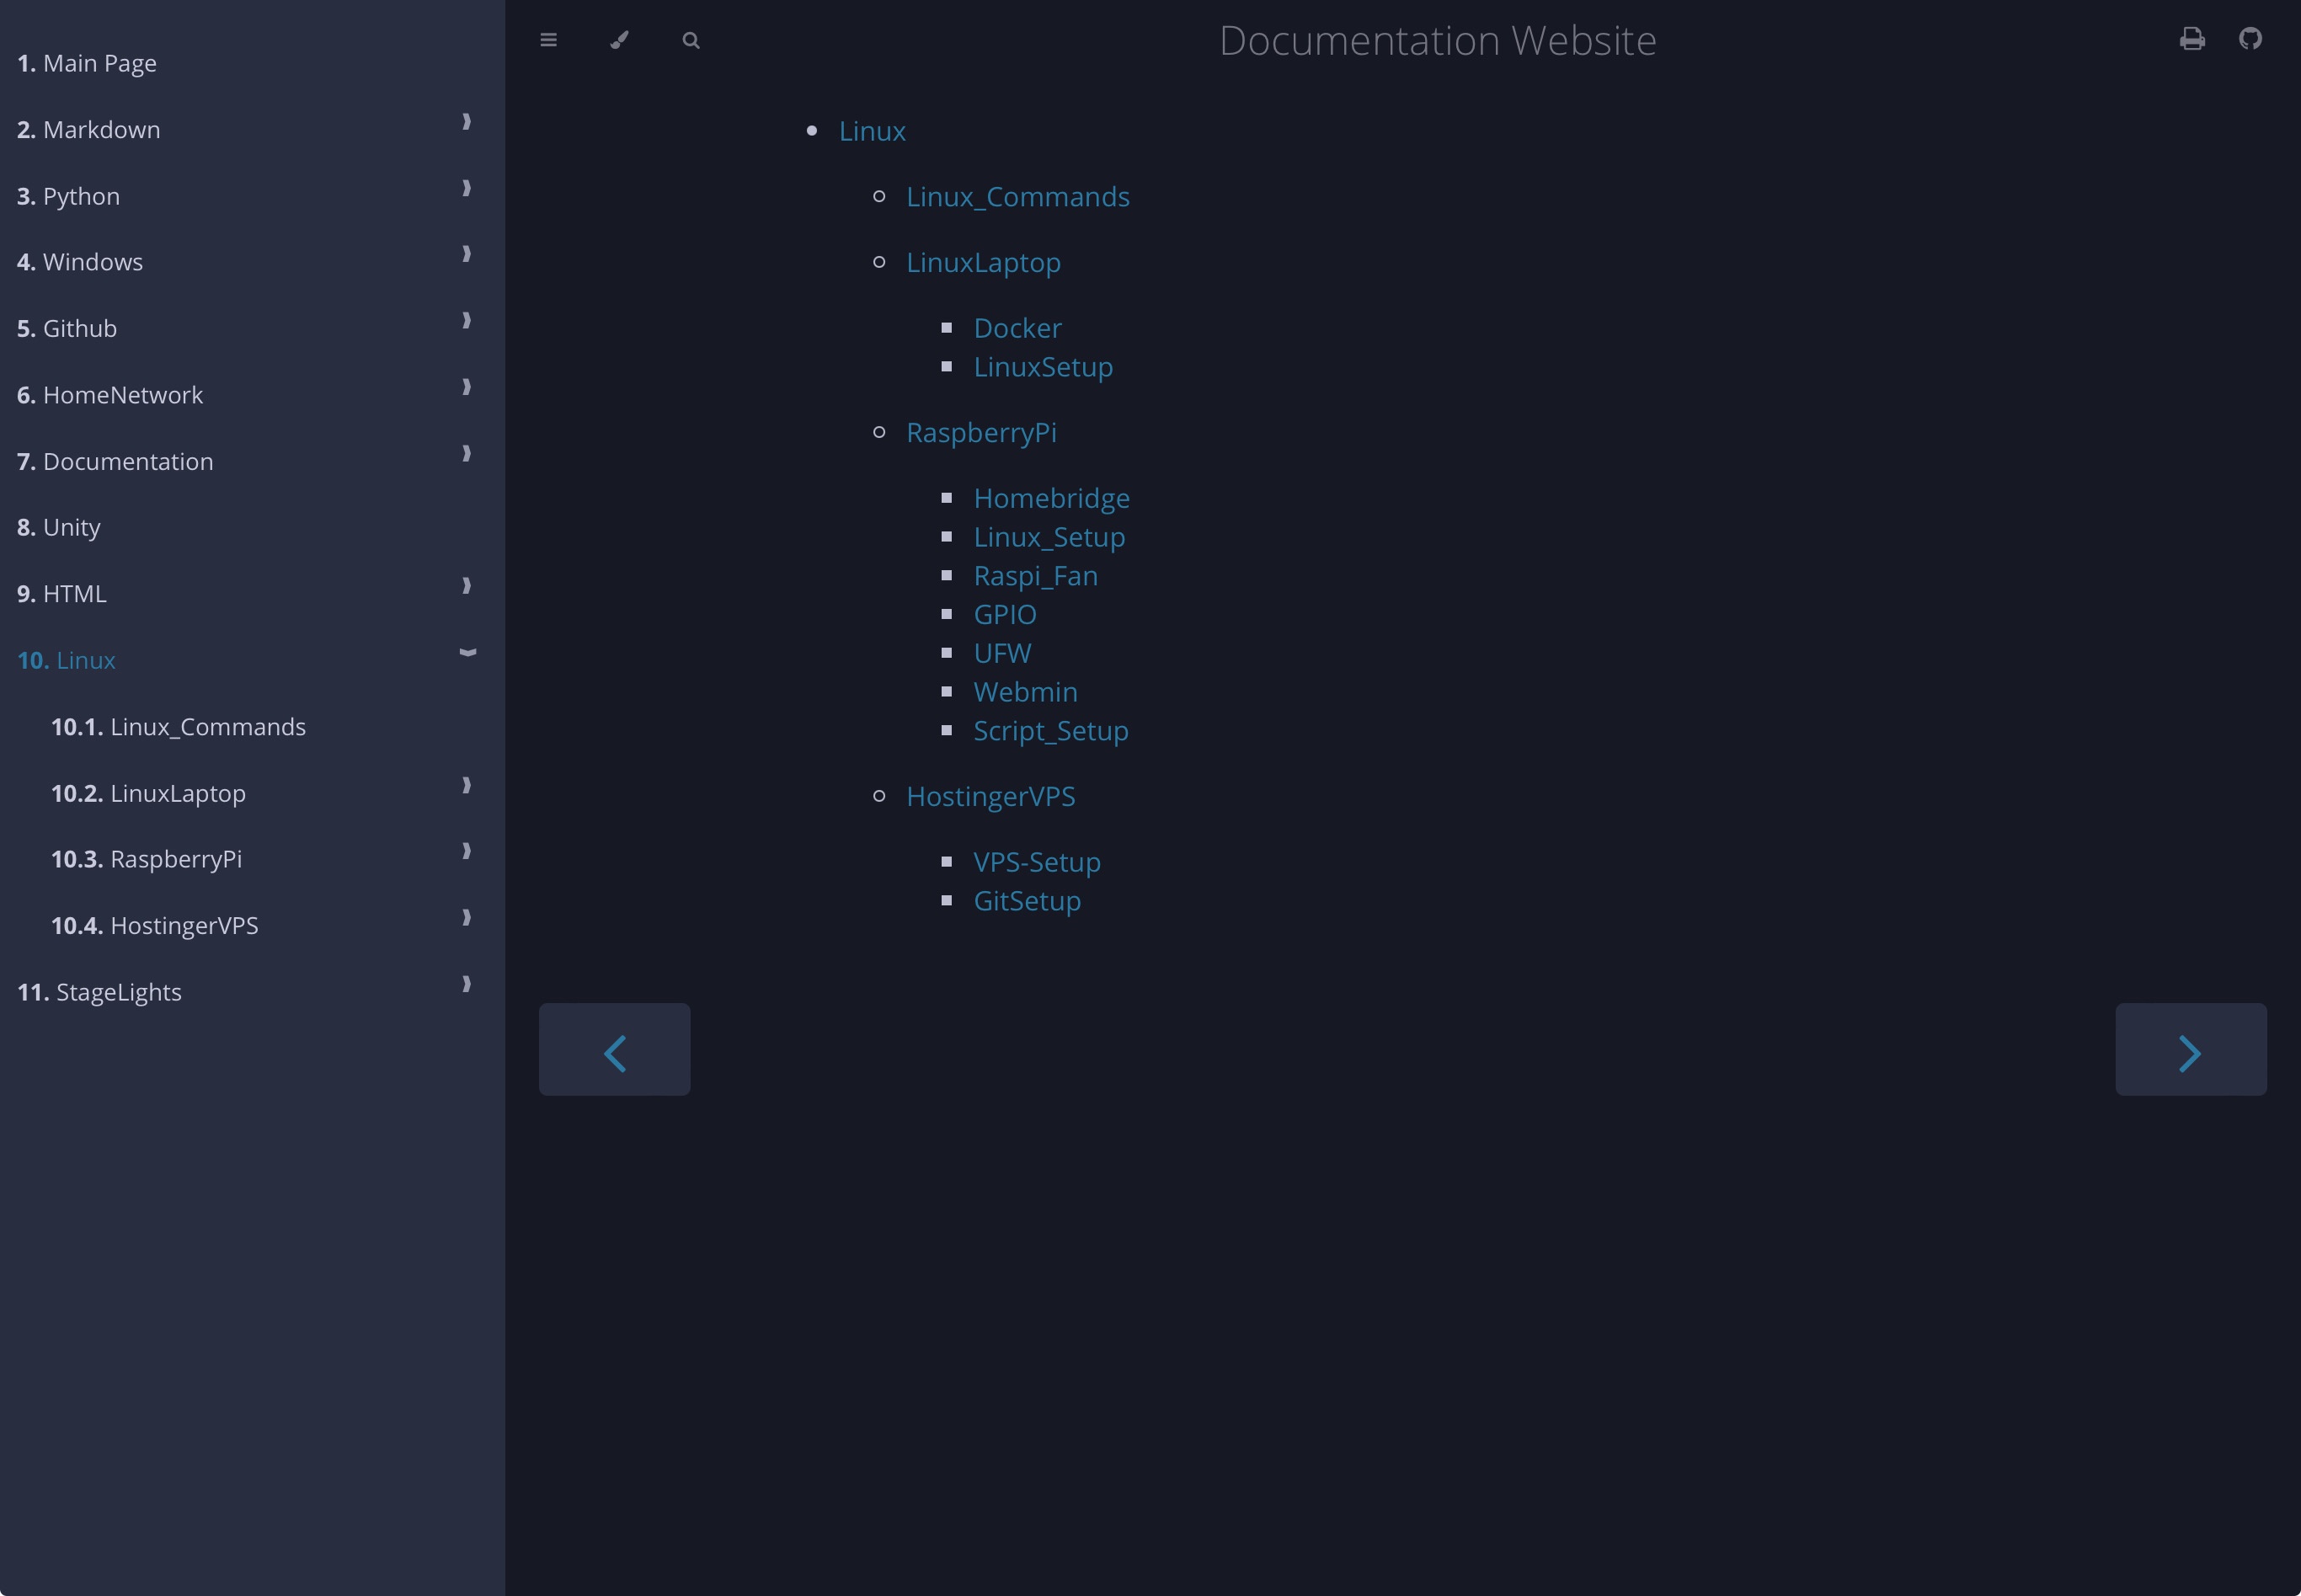 1. Main Page
2. Markdown
3. Python
4. Windows
5. Github
6. HomeNetwork
7. Documentation
8. Unity
9. HTML
10. Linux
10.1. Linux_Commands
10.2. LinuxLaptop
10.3. RaspberryPi
10.4. HostingerVPS
11. StageLights
Documentation Website
Linux
Linux_Commands
LinuxLaptop
Docker
LinuxSetup
RaspberryPi
Homebridge
Linux_Setup
Raspi_Fan
GPIO
UFW
Webmin
Script_Setup
HostingerVPS
VPS-Setup
GitSetup